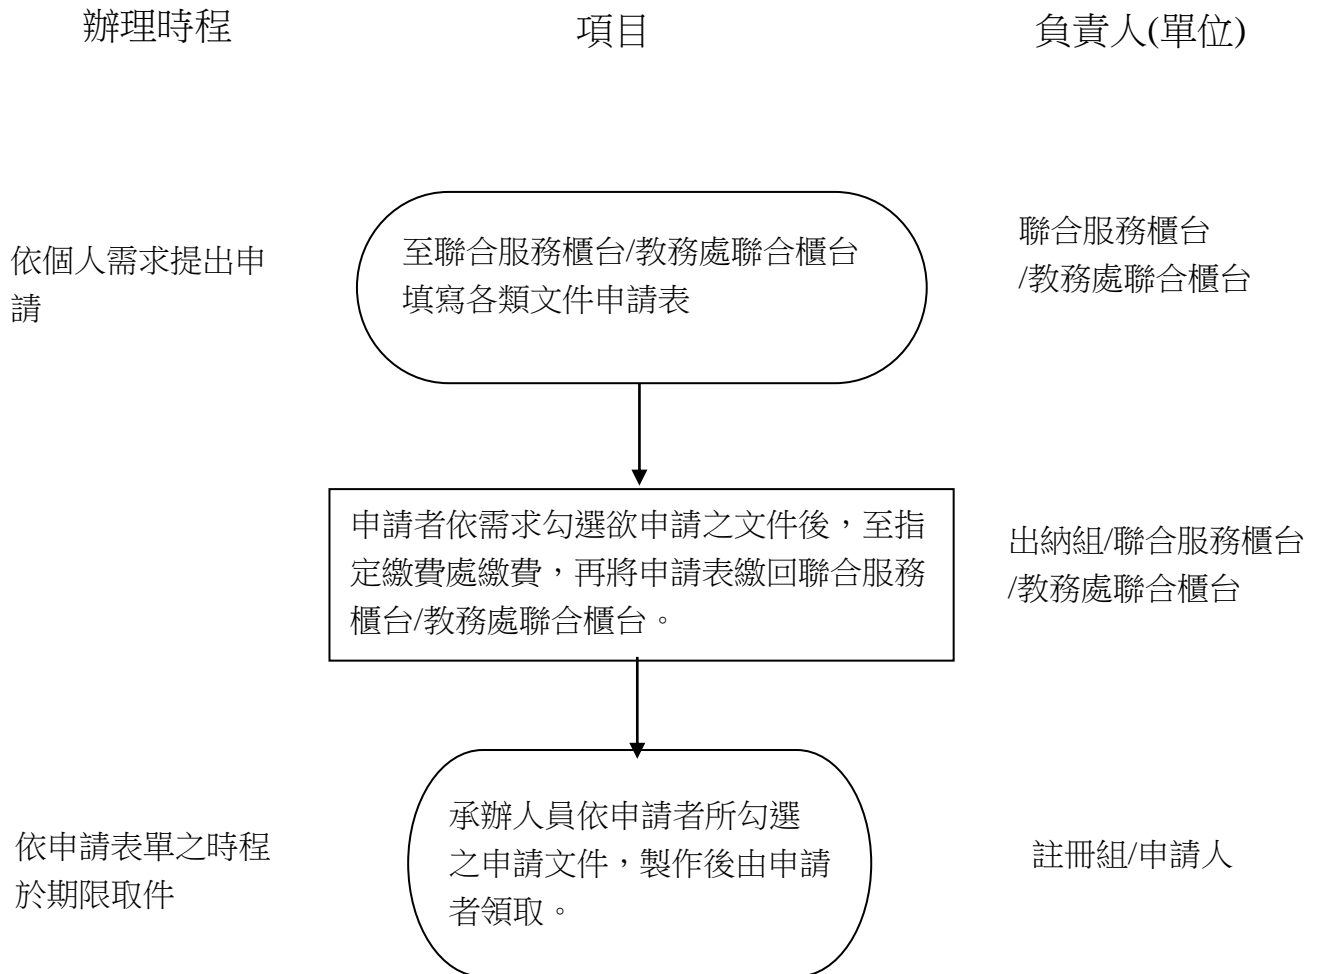 辦理時程
項目
負責人(單位)
依個人需求提出申
請
至聯合服務櫃台/教務處聯合櫃台
填寫各類文件申請表
聯合服務櫃台
/教務處聯合櫃台
申請者依需求勾選欲申請之文件後，至指
定繳費處繳費，再將申請表繳回聯合服務
櫃台/教務處聯合櫃台。
出納組/聯合服務櫃台
/教務處聯合櫃台
依申請表單之時程
於期限取件
承辦人員依申請者所勾選
之申請文件，製作後由申請
者領取。
註冊組/申請人